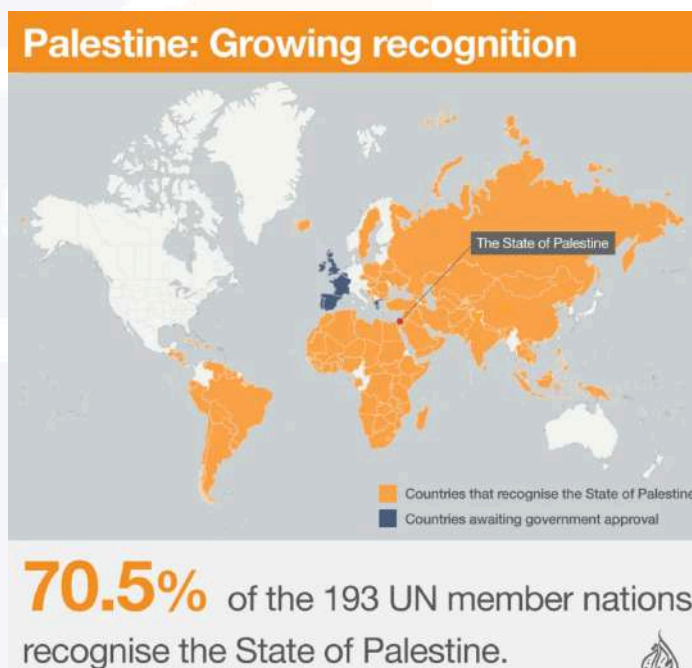 Palestine: Growing recognition
The State of Palestine
Countries that recognise the State of Palestine
Countries awaiting government approval
70.5% of the 193 UN member nations
recognise the State of Palestine.